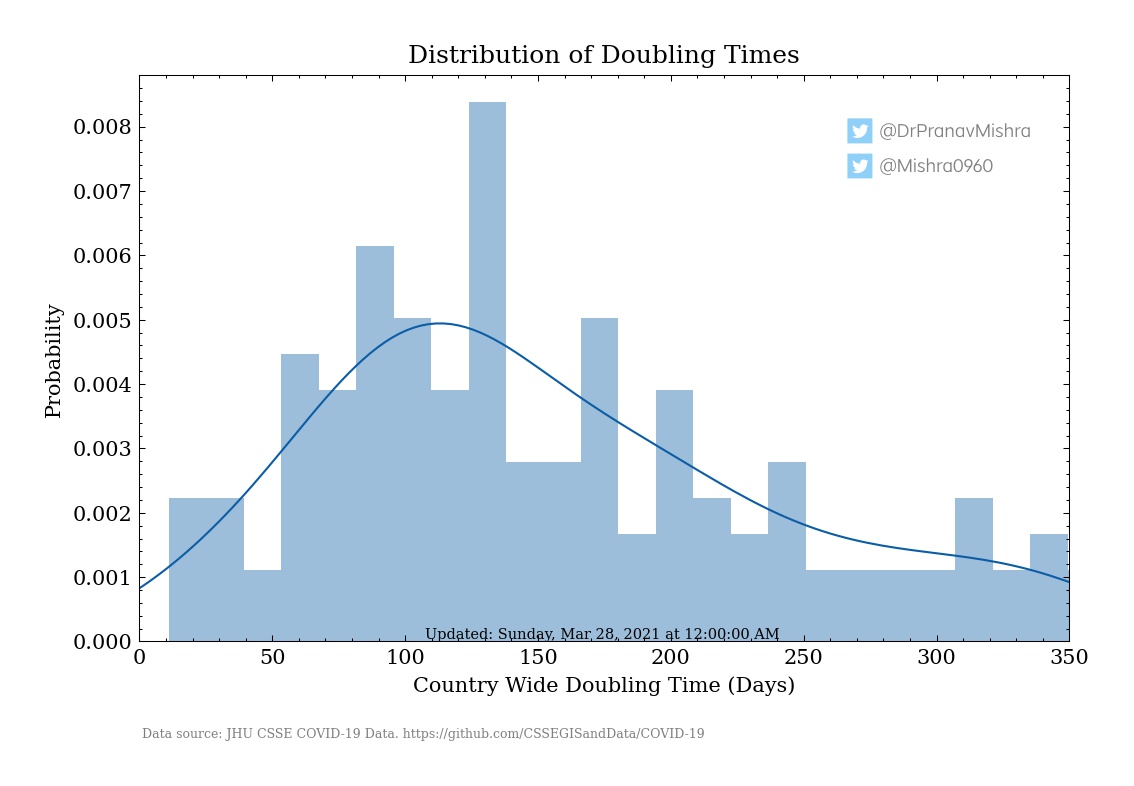 Distribution of Doubling Times
@DrPranavMishra
@Mishra0960
Probability
0.008
0.007
0.006
0.005
0.004
0.003
0.002
0.001
0.000
Updated: Sunday, Mar 28, 2021 at 12:00:00 AM
0 50 100 150 200 250 300 350
Country Wide Doubling Time (Days)
Data source: JHU CSSE COVID-19 Data. https://github.com/CSSEGISandData/COVID-19